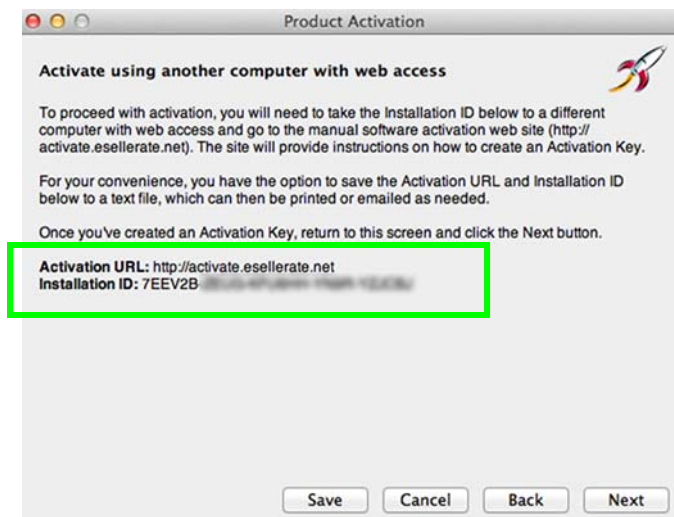 Product Activation
Activate using another computer with web access
To proceed with activation, you will need to take the Installation ID below to a different
computer with web access and go to the manual software activation web site (http://
activate.esellerate.net). The site will provide instructions on how to create an Activation Key.
For your convenience, you have the option to save the Activation URL and Installation ID
below to a text file, which can then be printed or emailed as needed.
Once you've created an Activation Key, return to this screen and click the Next button.
Activation URL: http://activate.esellerate.net
Installation ID: 7EEV2B
Save Cancel Back Next